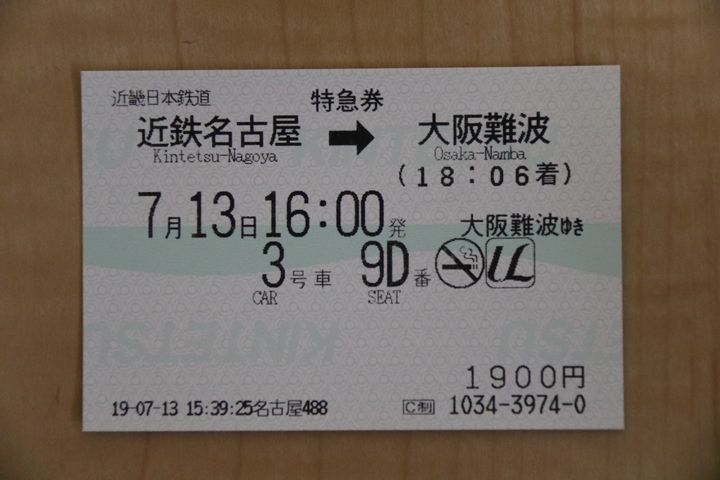 近畿日本鉄道
特急券
近鉄名古屋 → 大阪難波
Kintetsu-Nagoya Osaka-Namba
(18:06着)
7月13日16:00発 大阪難波ゆき
3号車 9D番
CAR SEAT
KINTETSU
1900円
19-07-13 15:39:25名古屋488 C制 1034-3974-0